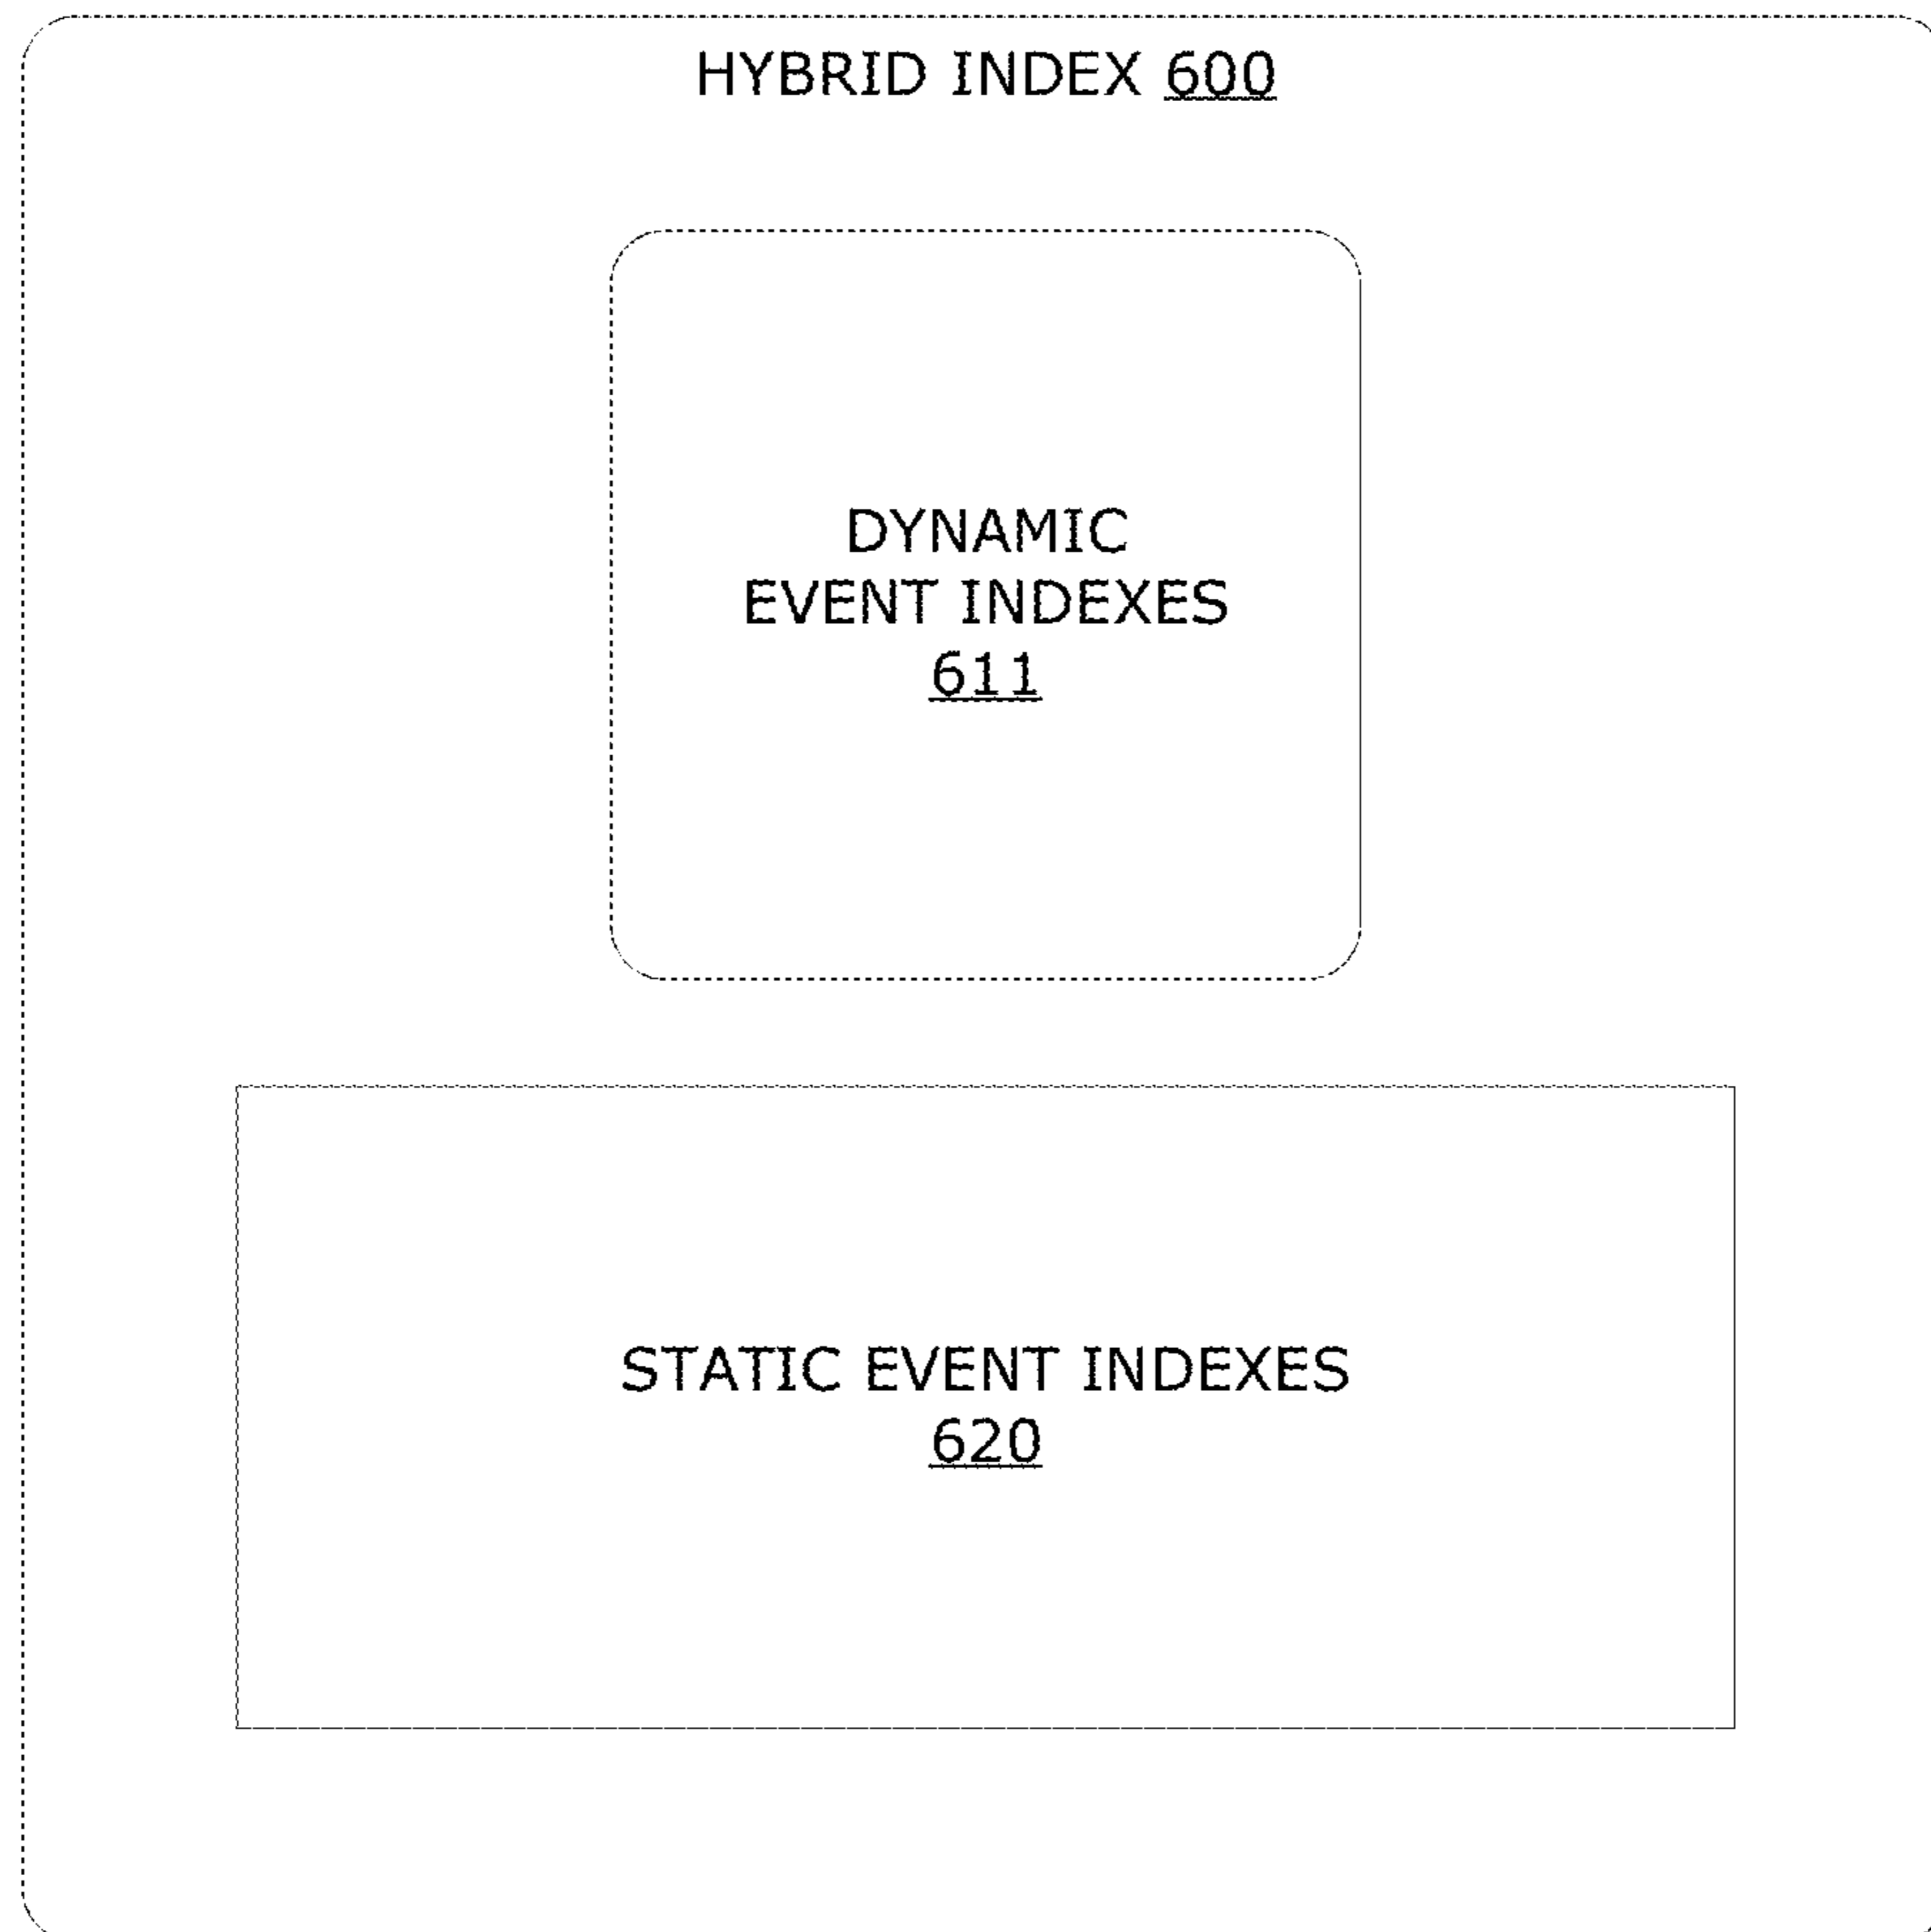 HYBRID INDEX 600
DYNAMIC
EVENT INDEXES
611
STATIC EVENT INDEXES
620